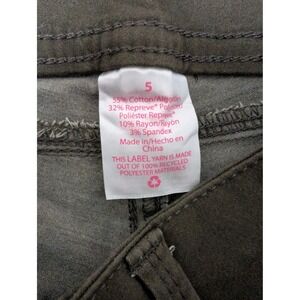 5
55% Cotton/Algodón
32% Repreve® Polyester/
Poliéster Repreve®
10% Rayon/Rayon
3% Spandex
Made in/Hecho en
China
THIS LABEL YARN IS MADE
OUT OF 100% RECYCLED
POLYESTER MATERIALS